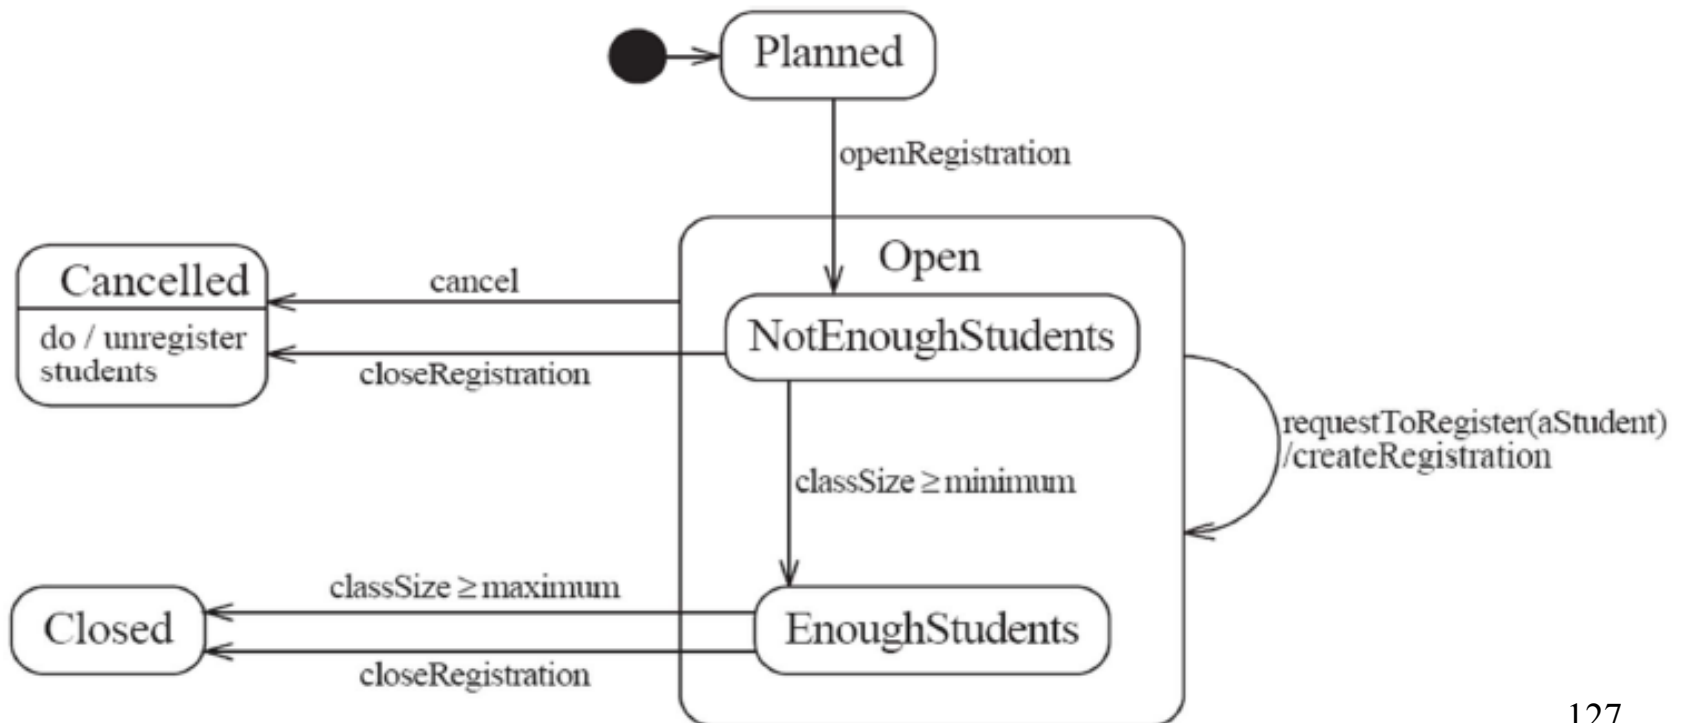 Planned
openRegistration
Open
Cancelled
cancel
do / unregister
students
NotEnoughStudents
closeRegistration
requestToRegister(aStudent)
/createRegistration
classSize ≥ minimum
classSize ≥ maximum
Closed
EnoughStudents
closeRegistration
127